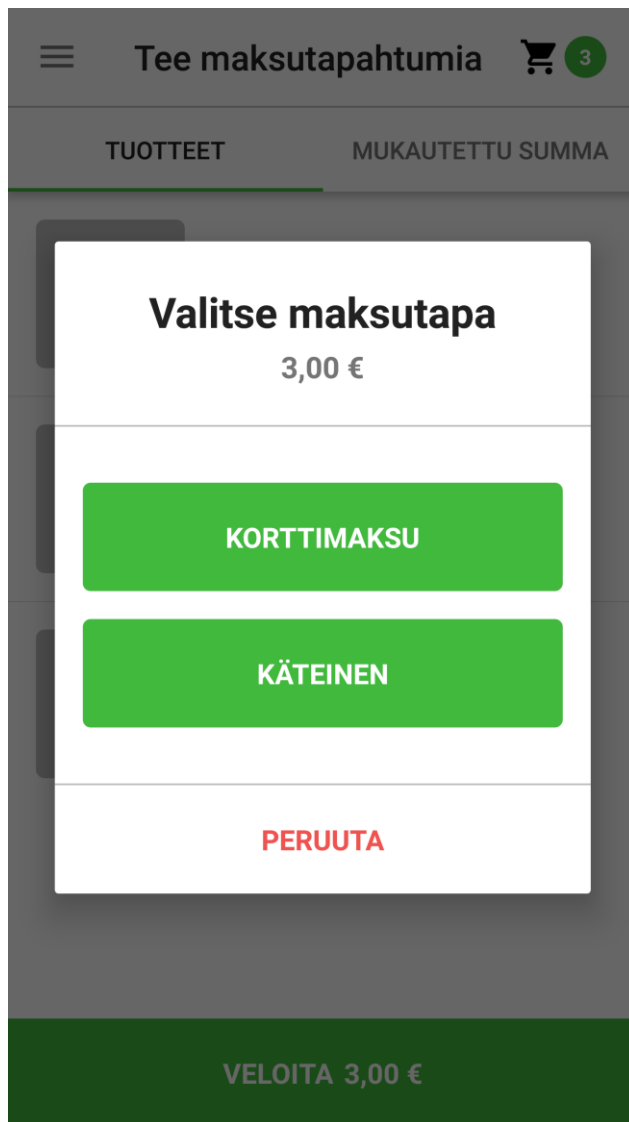 Tee maksutapahtumia 3
TUOTTEET MUKAUTETTU SUMMA
Valitse maksutapa
3,00 €
KORTTIMAKSU
KÄTEINEN
PERUUTA
VELOITA 3,00 €